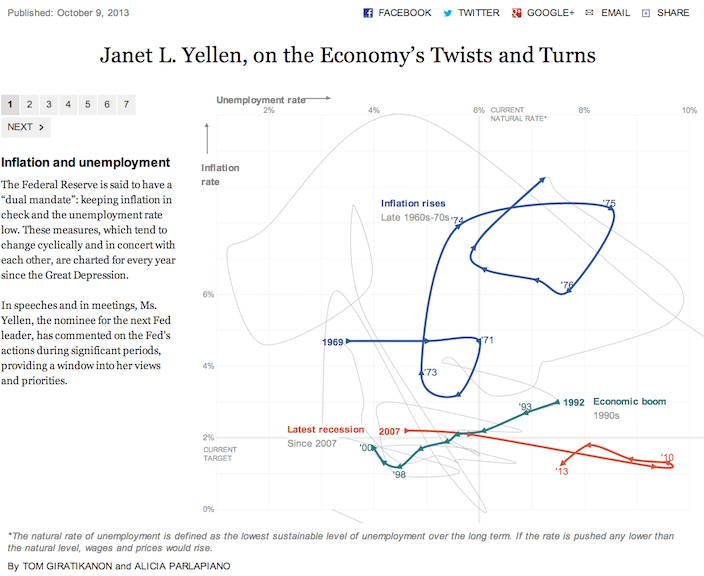 Published: October 9, 2013
FACEBOOK TWITTER GOOGLE+ EMAIL SHARE
Janet L. Yellen, on the Economy's Twists and Turns
1 2 3 4 5 6 7
NEXT >
Inflation and unemployment
The Federal Reserve is said to have a
“dual mandate”: keeping inflation in
check and the unemployment rate
low. These measures, which tend to
change cyclically and in concert with
each other, are charted for every year
since the Great Depression.
In speeches and in meetings, Ms.
Yellen, the nominee for the next Fed
leader, has commented on the Fed's
actions during significant periods,
providing a window into her views
and priorities.
Unemployment rate
2% 4% 6% CURRENT 8% 10%
NATURAL RATE*
Inflation
rate
Inflation rises
Late 1960s-70s
'74
'75
'76
6%
1969
'71
4%
'73
'93
1992
Economic boom
1990s
Latest recession
2007
Since 2007
2%
CURRENT
TARGET
'00
'98
'10
'13
0%
*The natural rate of unemployment is defined as the lowest sustainable level of unemployment over the long term. If the rate is pushed any lower than
the natural level, wages and prices would rise.
By TOM GIRATIKANON and ALICIA PARLAPIANO